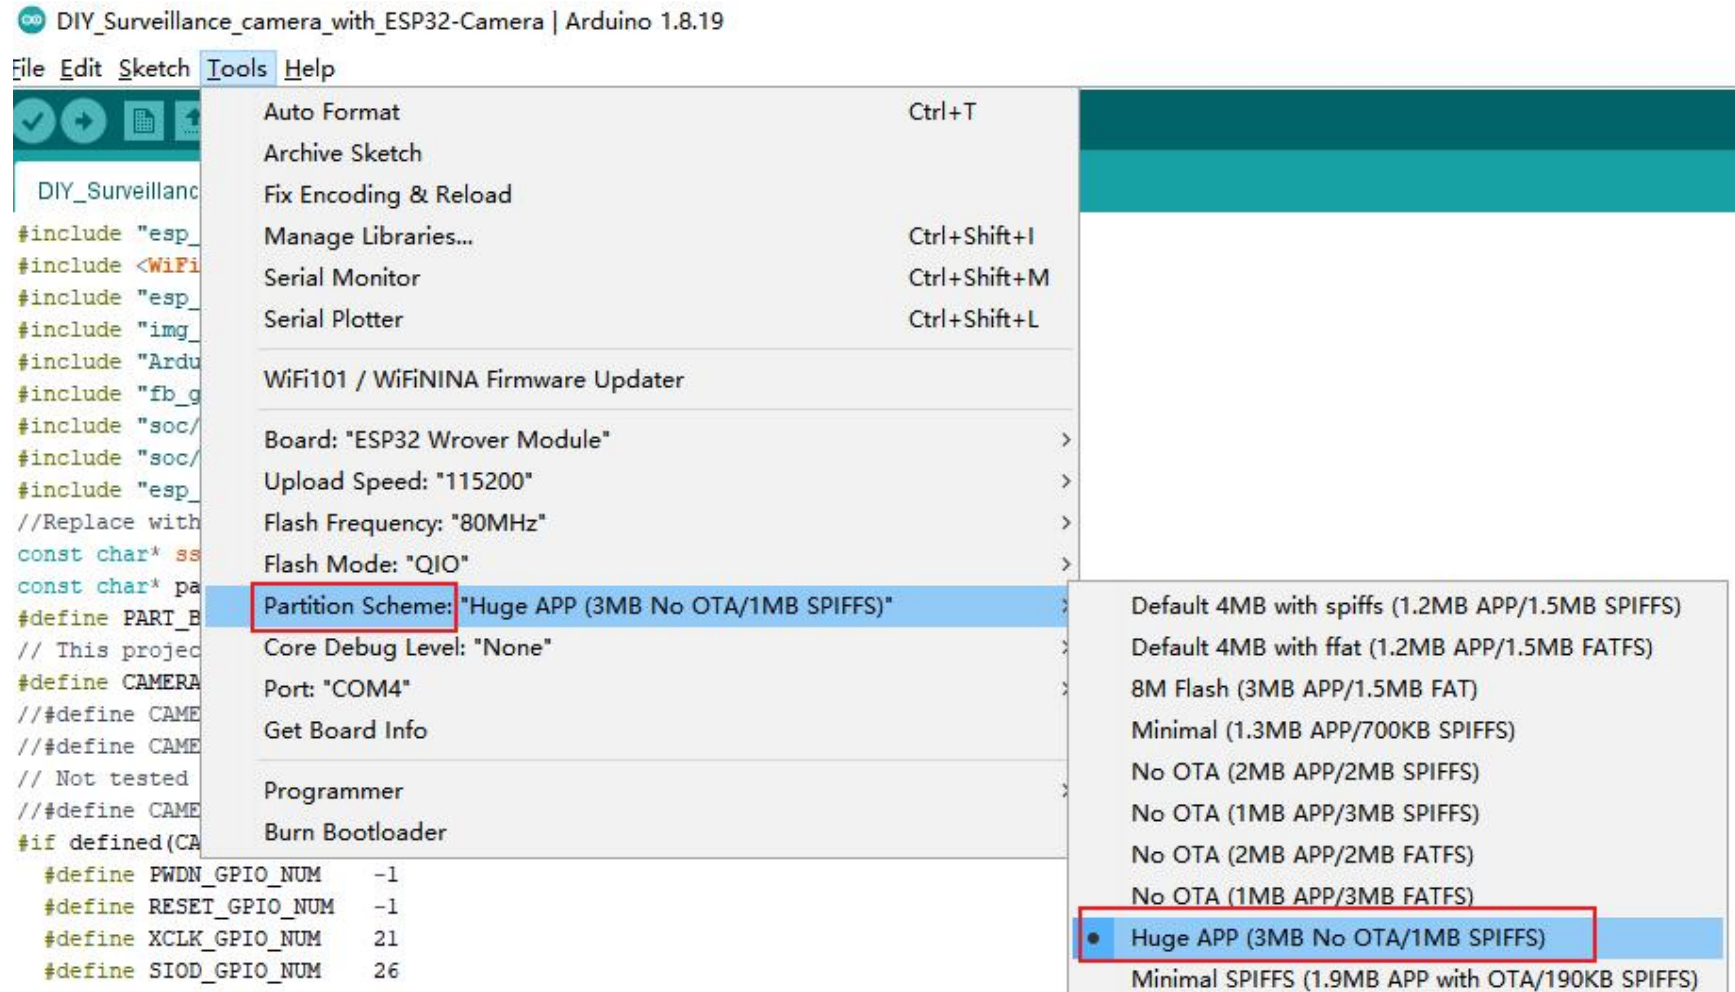 DIY_Surveillance_camera_with_ESP32-Camera | Arduino 1.8.19
File Edit Sketch Tools Help
DIY_Surveillanc
Auto Format Ctrl+T
Archive Sketch
Fix Encoding & Reload
Manage Libraries... Ctrl+Shift+I
Serial Monitor Ctrl+Shift+M
Serial Plotter Ctrl+Shift+L
WiFi101 / WiFiNINA Firmware Updater
Board: "ESP32 Wrover Module"
Upload Speed: "115200"
Flash Frequency: "80MHz"
Flash Mode: "QIO"
Partition Scheme: "Huge APP (3MB No OTA/1MB SPIFFS)"
Core Debug Level: "None"
Port: "COM4"
Get Board Info
Programmer
Burn Bootloader
Default 4MB with spiffs (1.2MB APP/1.5MB SPIFFS)
Default 4MB with ffat (1.2MB APP/1.5MB FATFS)
8M Flash (3MB APP/1.5MB FAT)
Minimal (1.3MB APP/700KB SPIFFS)
No OTA (2MB APP/2MB SPIFFS)
No OTA (1MB APP/3MB SPIFFS)
No OTA (2MB APP/2MB FATFS)
No OTA (1MB APP/3MB FATFS)
Huge APP (3MB No OTA/1MB SPIFFS)
Minimal SPIFFS (1.9MB APP with OTA/190KB SPIFFS)
#include "esp_
#include <WiFi
#include "esp_
#include "img_
#include "Ardu
#include "fb_g
#include "soc/
#include "soc/
#include "esp_
//Replace with
const char* ss
const char* pa
#define PART_B
// This projec
#define CAMERA
//#define CAME
//#define CAME
// Not tested
//#define CAME
#if defined(CA
#define PWDN_GPIO_NUM -1
#define RESET_GPIO_NUM -1
#define XCLK_GPIO_NUM 21
#define SIOD_GPIO_NUM 26